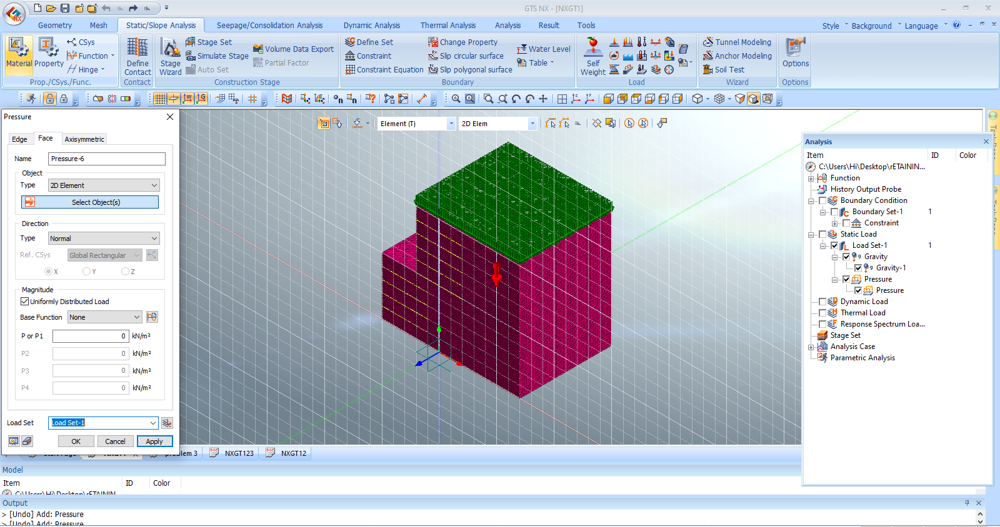 GTS NX - [NXGT1]
Geometry
Mesh
Static/Slope Analysis
Seepage/Consolidation Analysis
Dynamic Analysis
Thermal Analysis
Analysis
Result
Tools
Style
Background
Language
Material
Property
CSys
Function
Hinge
Prop./CSys./Func.
Define
Contact
Contact
Stage
Wizard
Stage Set
Simulate Stage
Auto Set
Volume Data Export
Partial Factor
Construction Stage
Define Set
Constraint
Constraint Equation
Change Property
Slip circular surface
Slip polygonal surface
Water Level
Table
Boundary
Self
Weight
Load
Tunnel Modeling
Anchor Modeling
Soil Test
Wizard
Options
Options
Pressure
Edge
Face
Axisymmetric
Name
Pressure-6
Object
Type
2D Element
Select Object(s)
Direction
Type
Normal
Ref. CSys
Global Rectangular
X
Y
Z
Magnitude
Uniformly Distributed Load
Base Function
None
P or P1
0
kN/m²
P2
0
kN/m²
P3
0
kN/m²
P4
0
kN/m²
Load Set
Load Set-1
OK
Cancel
Apply
Element (T)
2D Elem
Analysis
Item
ID
Color
C:\Users\Hi\Desktop\rETAININ...
Function
History Output Probe
Boundary Condition
Boundary Set-1
1
Constraint
Static Load
Load Set-1
1
Gravity
Gravity-1
Pressure
Pressure
Dynamic Load
Thermal Load
Response Spectrum Loa...
Stage Set
Analysis Case
Parametric Analysis
problem 3
NXGT123
NXGT12
Model
Item
ID
Color
C:\Users\Hi\Desktop\rETAININ
Output
> [Undo] Add: Pressure
> [Undo] Add: Pressure